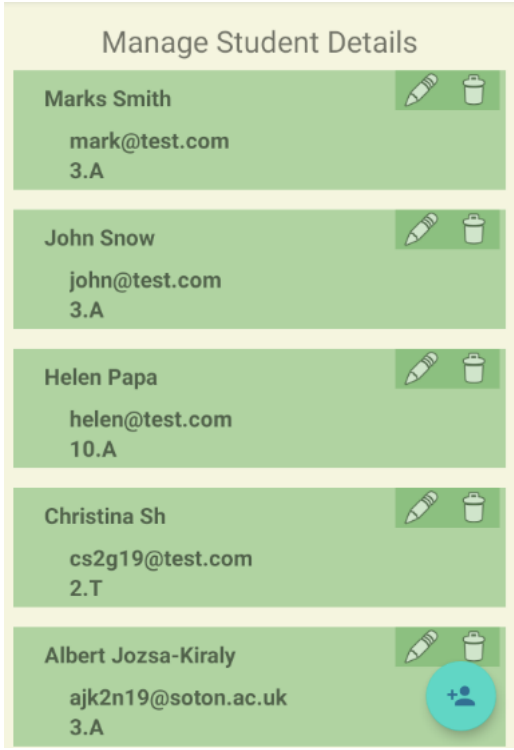 Manage Student Details
Marks Smith
mark@test.com
3.A
John Snow
john@test.com
3.A
Helen Papa
helen@test.com
10.A
Christina Sh
cs2g19@test.com
2.T
Albert Jozsa-Kiraly
ajk2n19@soton.ac.uk
3.A